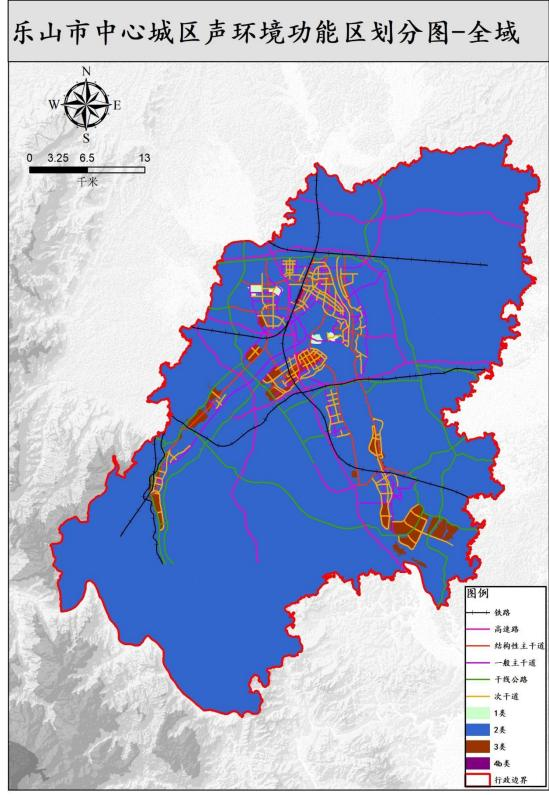 乐山市中心城区声环境功能区划分图-全域
N
W E
S
0 3.25 6.5 13
千米
图例
铁路
高速路
结构性主干道
一般主干道
干线公路
次干道
1类
2类
3类
4b类
行政边界